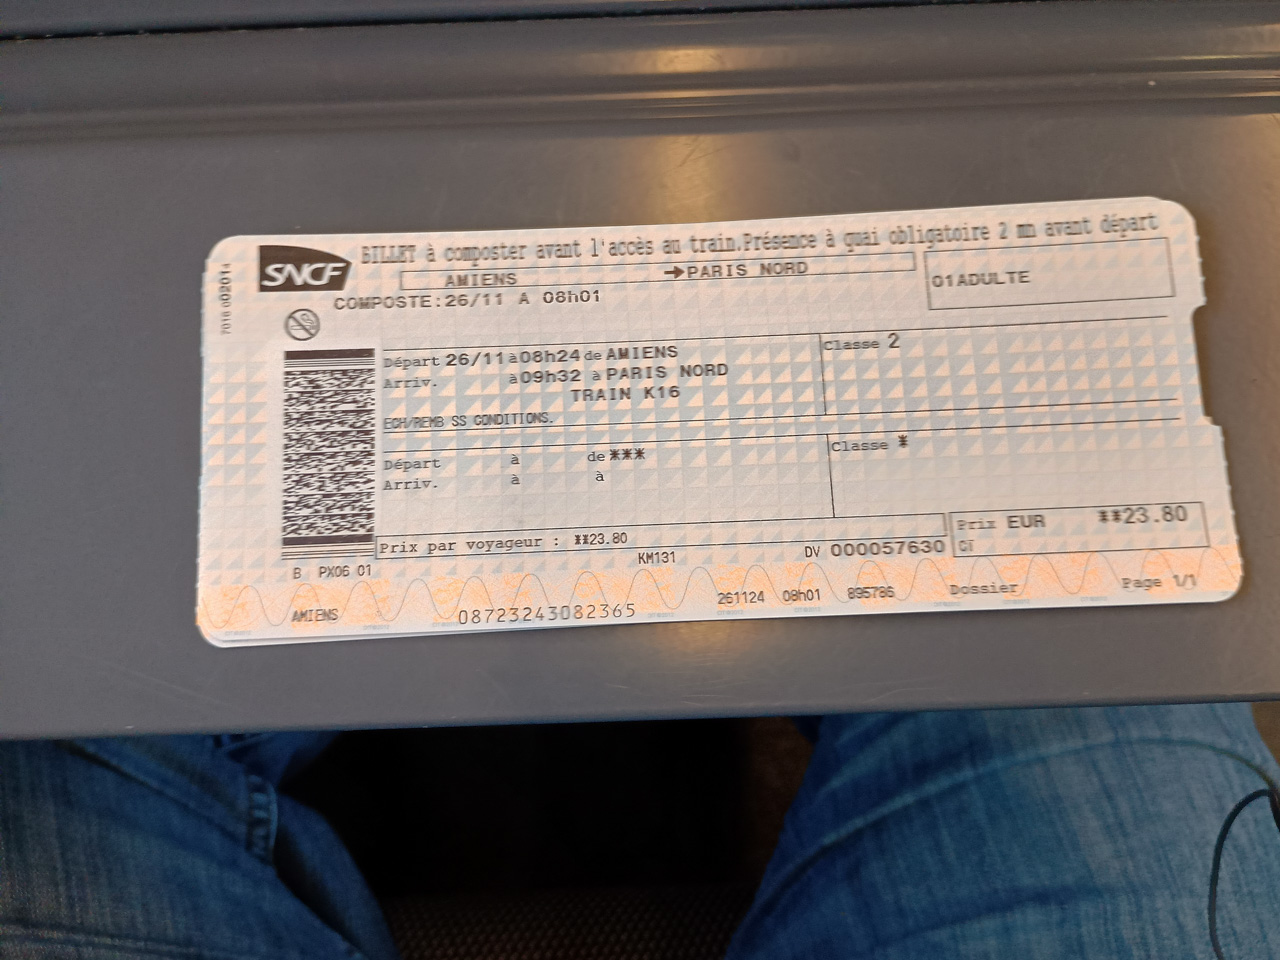 SNCF
BILLET à composter avant l'accès au train.Présence à quai obligatoire 2 mn avant départ
AMIENS →PARIS NORD
01ADULTE
COMPOSTE:26/11 A 08h01
Départ 26/11 à 08h24 de AMIENS
Classe 2
Arriv. à 09h32 à PARIS NORD
TRAIN K16
ECH/REMB SS CONDITIONS.
Départ à de ***
Classe *
Arriv. à à
Prix EUR **23.80
Prix par voyageur : **23.80
KM131
DV 000057630
CT
B PX06 01
261124 08h01 895786
Dossier
Page 1/1
AMIENS
08723243082365